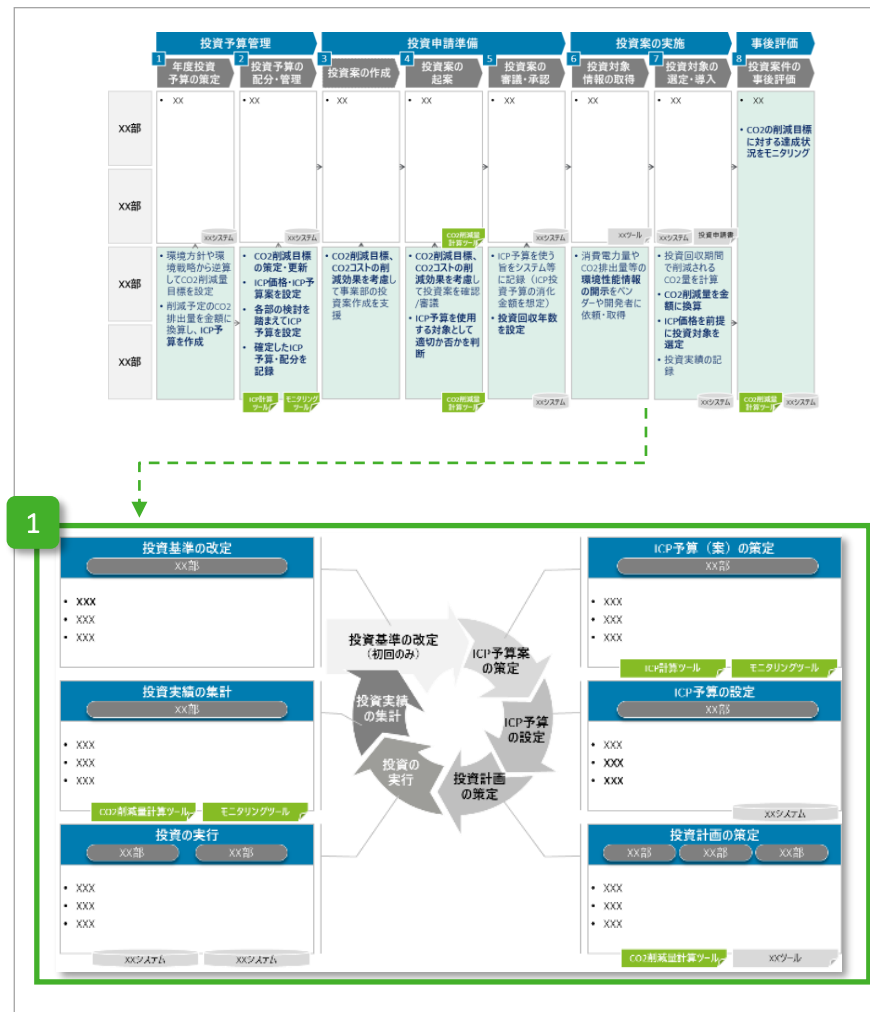 投資予算管理
投資申請準備
投資案の実施
事後評価
1
年度投資
予算の策定
2
投資予算の
配分・管理
3
投資案の作成
4
投資案の
起案
5
投資案の
審議・承認
6
投資対象
情報の取得
7
投資対象の
選定・導入
8
投資案件の
事後評価
XX部
XX部
XX部
XX部
• XX
XXシステム
• XX
XXシステム
• XX
• XX
CO2削減量
計算ツール
• XX
XXシステム
• XX
XXツール
• XX
XXシステム
投資申請書
• XX
• CO2の削減目標
に対する達成状
況をモニタリング
CO2削減量
計算ツール
XXシステム
• 環境方針や環
境戦略から逆算
してCO2削減量
目標を設定
• 削減予定のCO2
排出量を金額に
換算し、ICP予
算を作成
• CO2削減目標
の策定・更新
• ICP価格・ICP予
算案を設定
• 各部の検討を
踏まえてICP
予算を設定
• 確定したICP
予算・配分を
記録
ICP計算
ツール
モニタリング
ツール
• CO2削減目標、
CO2コストの削
減効果を考慮し
て事業部の投
資案作成を支
援
• CO2削減目標、
CO2コストの削
減効果を考慮し
て投資案を確認
/審議
• ICP予算を使用
する対象として
適切か否かを判
断
CO2削減量
計算ツール
• ICP予算を使う
旨をシステム等
に記録（ICP投
資予算の消化
金額を想定）
• 投資回収年数
を設定
XXシステム
• 消費電力量や
CO2排出量等の
環境性能情報
の開示をベン
ダーや開発者に
依頼・取得
• 投資回収期間
で削減される
CO2量を計算
• CO2削減量を金
額に換算
• ICP価格を前提
に投資対象を
選定
• 投資実績の記
録
XXシステム
1
投資基準の改定
XX部
• XXX
• XXX
• XXX
投資実績の集計
XX部
• XXX
• XXX
• XXX
CO2削減量計算ツール
モニタリングツール
投資の実行
XX部
XX部
• XXX
• XXX
• XXX
XXシステム
XXシステム
投資基準の改定
（初回のみ）
ICP予算案
の策定
ICP予算
の設定
投資計画
の策定
投資の
実行
投資実績
の集計
ICP予算（案）の策定
XX部
• XXX
• XXX
• XXX
ICP計算ツール
モニタリングツール
ICP予算の設定
XX部
• XXX
• XXX
• XXX
XXシステム
投資計画の策定
XX部
XX部
XX部
• XXX
• XXX
• XXX
CO2削減量計算ツール
XXツール